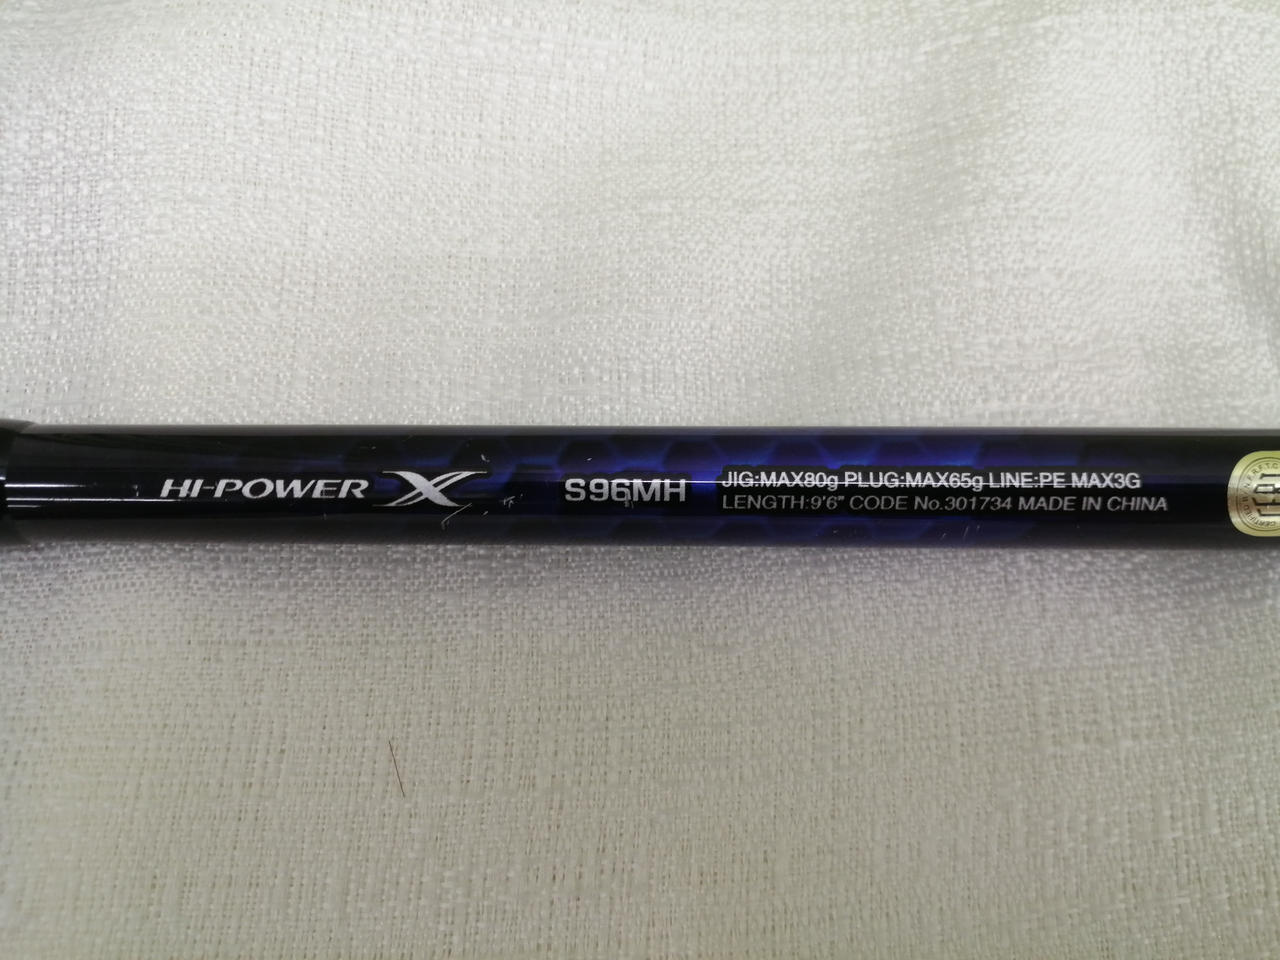 HI-POWER X
S96MH
JIG:MAX80g PLUG:MAX65g LINE:PE MAX3G
LENGTH:9'6" CODE No.301734 MADE IN CHINA